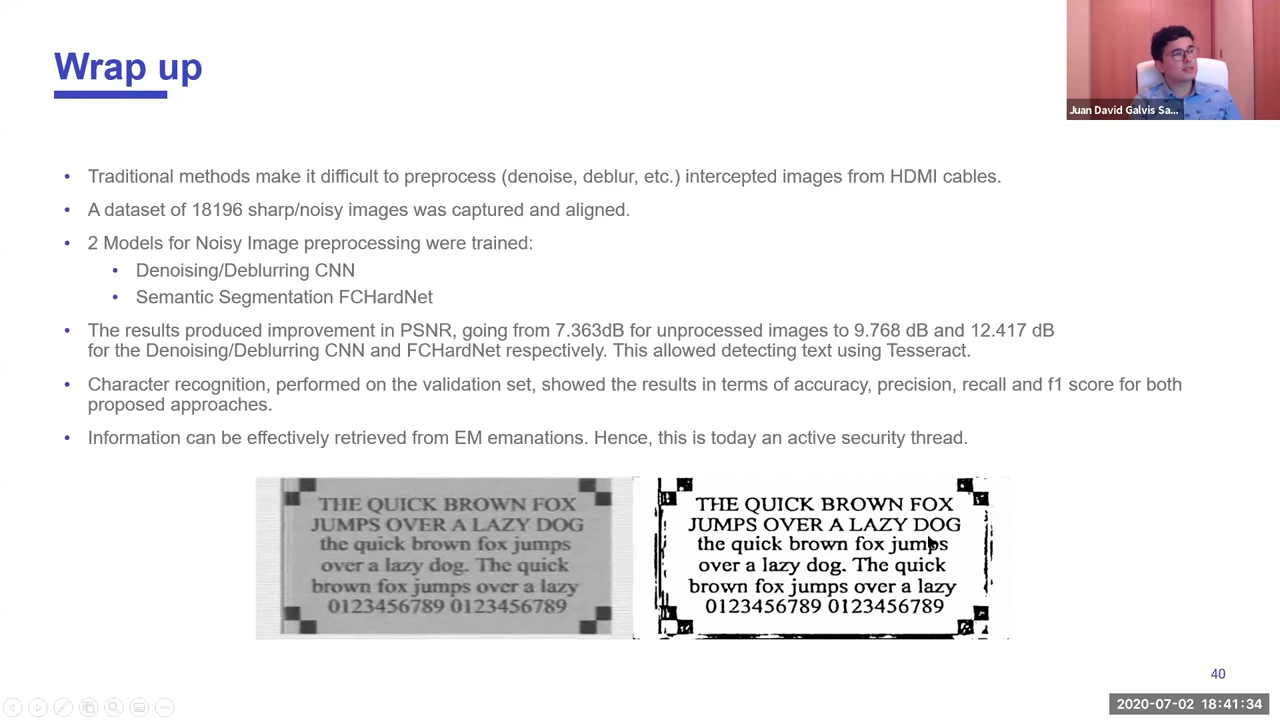 Wrap up
Juan David Galvis Sa...
• Traditional methods make it difficult to preprocess (denoise, deblur, etc.) intercepted images from HDMI cables.
• A dataset of 18196 sharp/noisy images was captured and aligned.
• 2 Models for Noisy Image preprocessing were trained:
• Denoising/Deblurring CNN
• Semantic Segmentation FCHardNet
• The results produced improvement in PSNR, going from 7.363dB for unprocessed images to 9.768 dB and 12.417 dB
for the Denoising/Deblurring CNN and FCHardNet respectively. This allowed detecting text using Tesseract.
• Character recognition, performed on the validation set, showed the results in terms of accuracy, precision, recall and f1 score for both
proposed approaches.
• Information can be effectively retrieved from EM emanations. Hence, this is today an active security thread.
THE QUICK BROWN FOX
JUMPS OVER A LAZY DOG
the quick brown fox jumps
over a lazy dog. The quick
brown fox jumps over a lazy
0123456789 0123456789
THE QUICK BROWN FOX
JUMPS OVER A LAZY DOG
the quick brown fox jumps
over a lazy dog. The quick
brown fox jumps over a lazy
0123456789 0123456789
40
2020-07-02 18:41:34